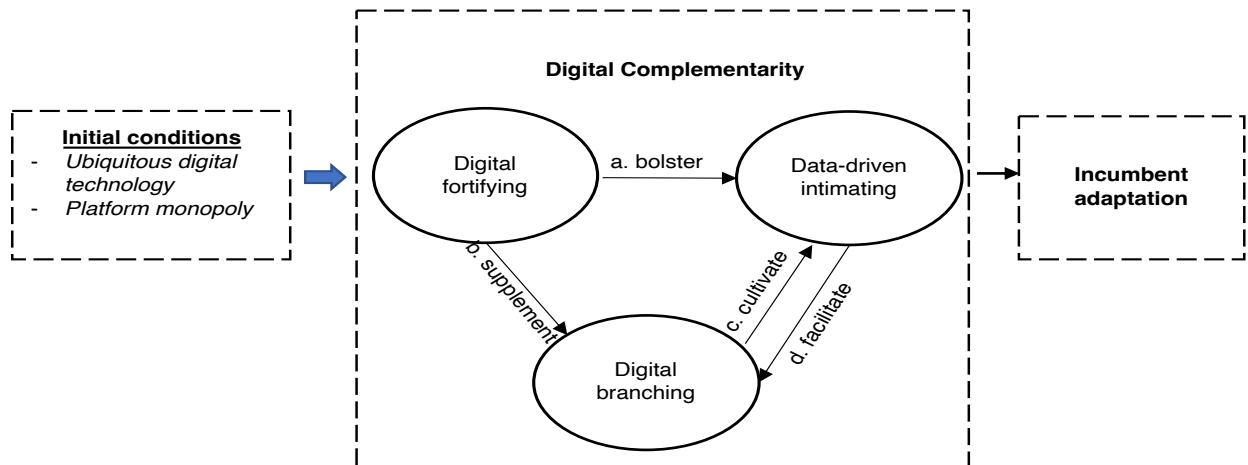 Digital Complementarity
Initial conditions
- Ubiquitous digital
technology
- Platform monopoly
Digital
fortifying
a. bolster
Data-driven
intimating
Incumbent
adaptation
b. supplement
c. cultivate
d. facilitate
Digital
branching